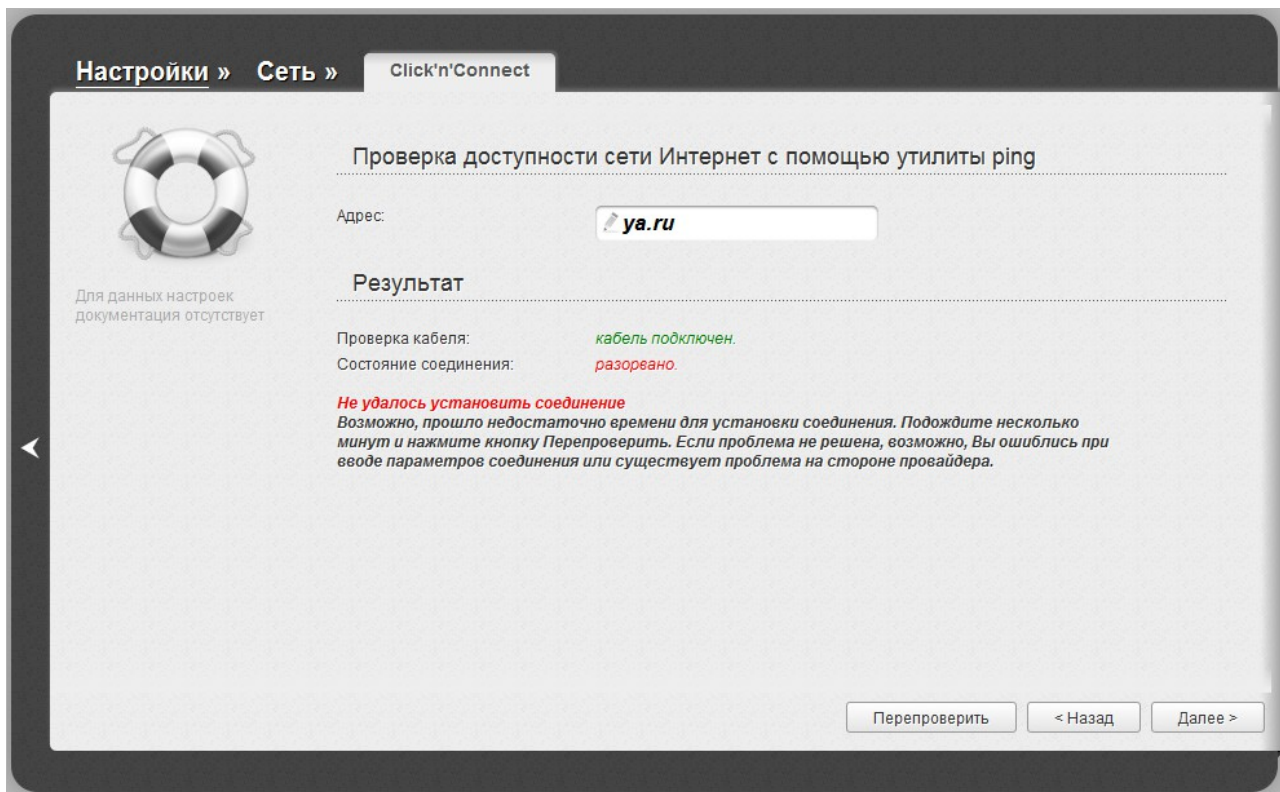 Настройки » Сеть » Click'n'Connect
Проверка доступности сети Интернет с помощью утилиты ping
Адрес: ya.ru
Результат
Для данных настроек
документация отсутствует
Проверка кабеля: кабель подключен.
Состояние соединения: разорвано.
Не удалось установить соединение
Возможно, прошло недостаточно времени для установки соединения. Подождите несколько
минут и нажмите кнопку Перепроверить. Если проблема не решена, возможно, Вы ошиблись при
вводе параметров соединения или существует проблема на стороне провайдера.
Перепроверить < Назад Далее >